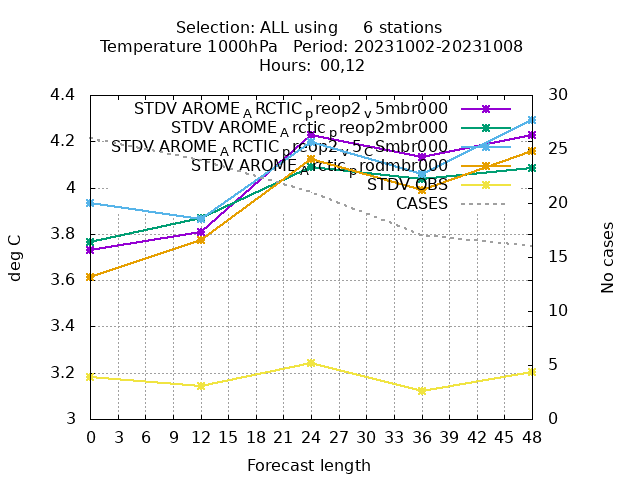 Selection: ALL using 6 stations
Temperature 1000hPa Period: 20231002-20231008
Hours: 00,12
STDV AROME_ARCTIC_preop2_v5mbr000
STDV AROME_Arctic_preop2mbr000
STDV AROME_ARCTIC_preop2_v5_CSmbr000
STDV AROME_Arctic_prodmbr000
STDV OBS
CASES
4.4
4.2
4
3.8
3.6
3.4
3.2
3
30
25
20
15
10
5
0
deg C
No cases
0 3 6 9 12 15 18 21 24 27 30 33 36 39 42 45 48
Forecast length